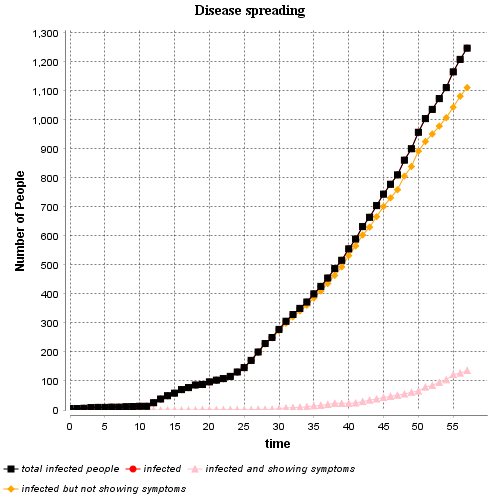 Disease spreading
1,300
1,200
1,100
1,000
900
800
700
600
500
400
300
200
100
0
Number of People
0 5 10 15 20 25 30 35 40 45 50 55
time
total infected people infected infected and showing symptoms
infected but not showing symptoms